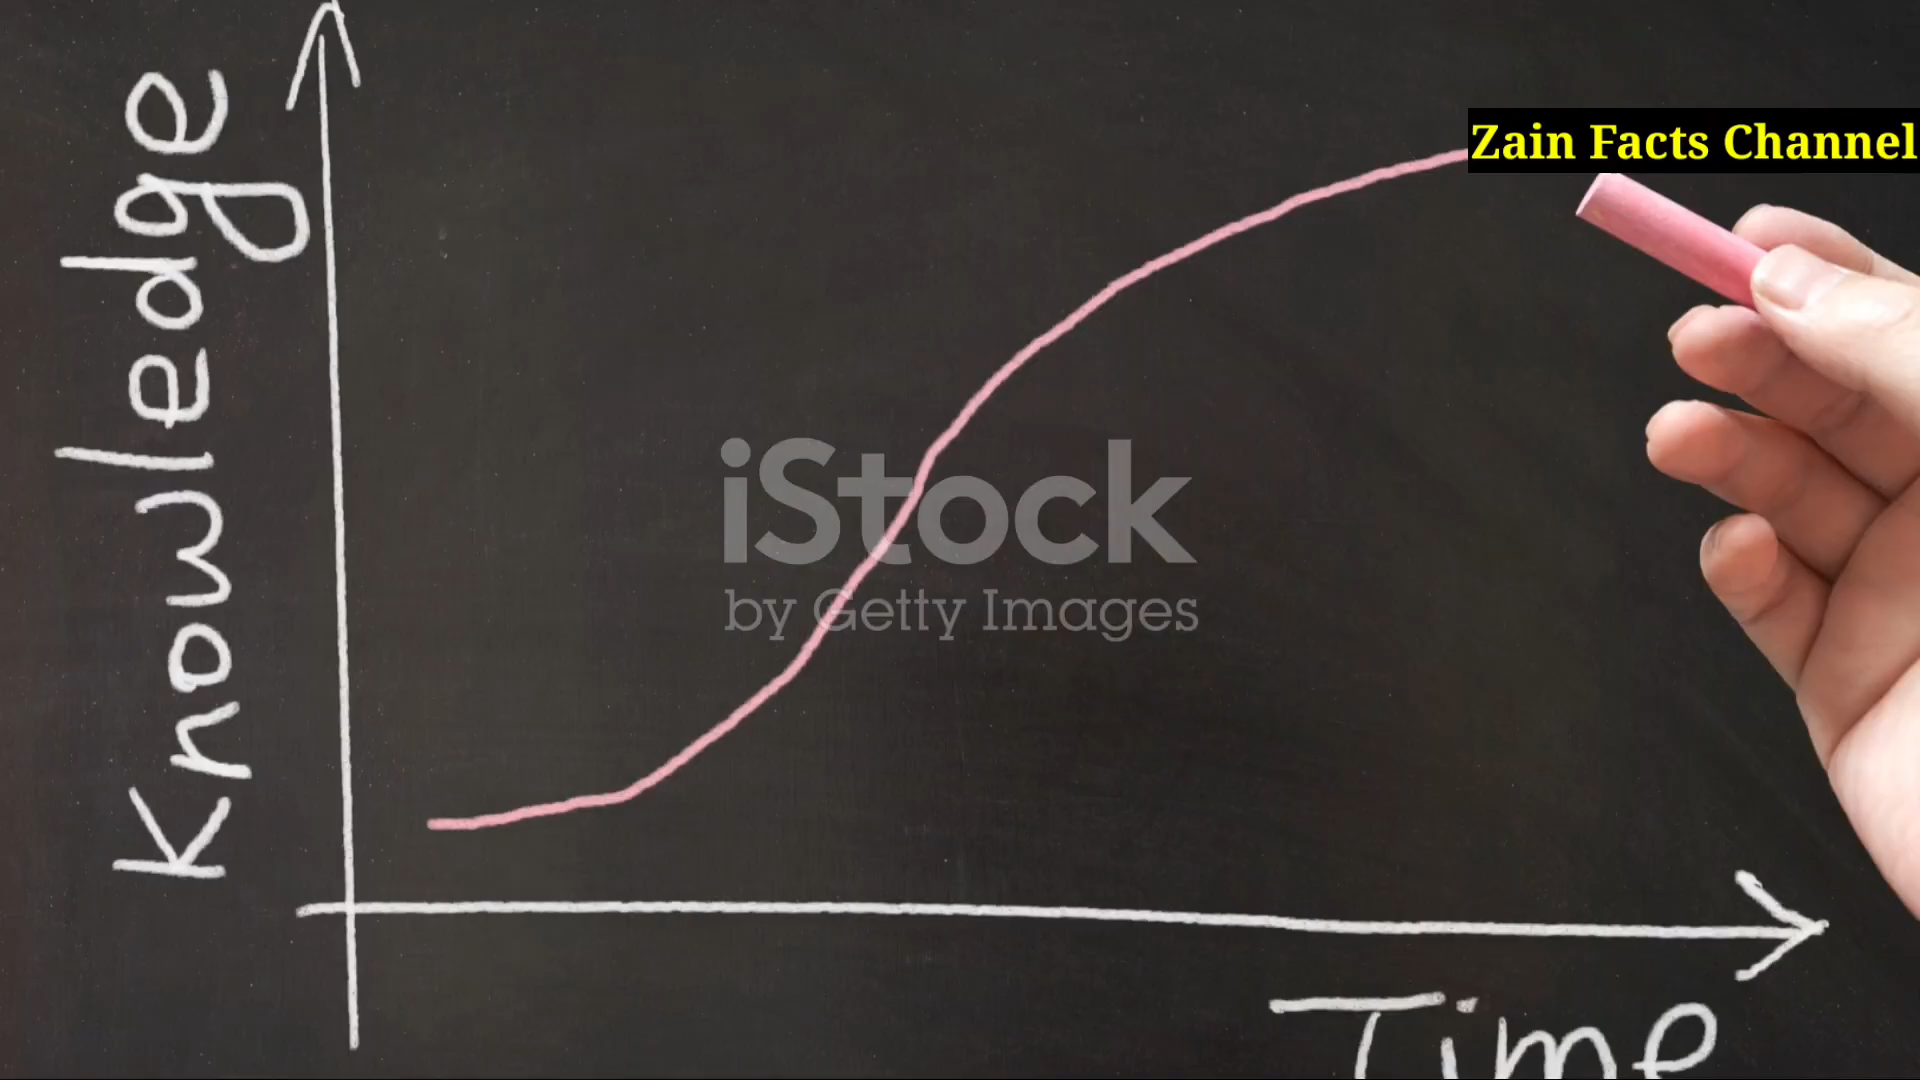 Knowledge
Zain Facts Channel
iStock
by Getty Images
Time